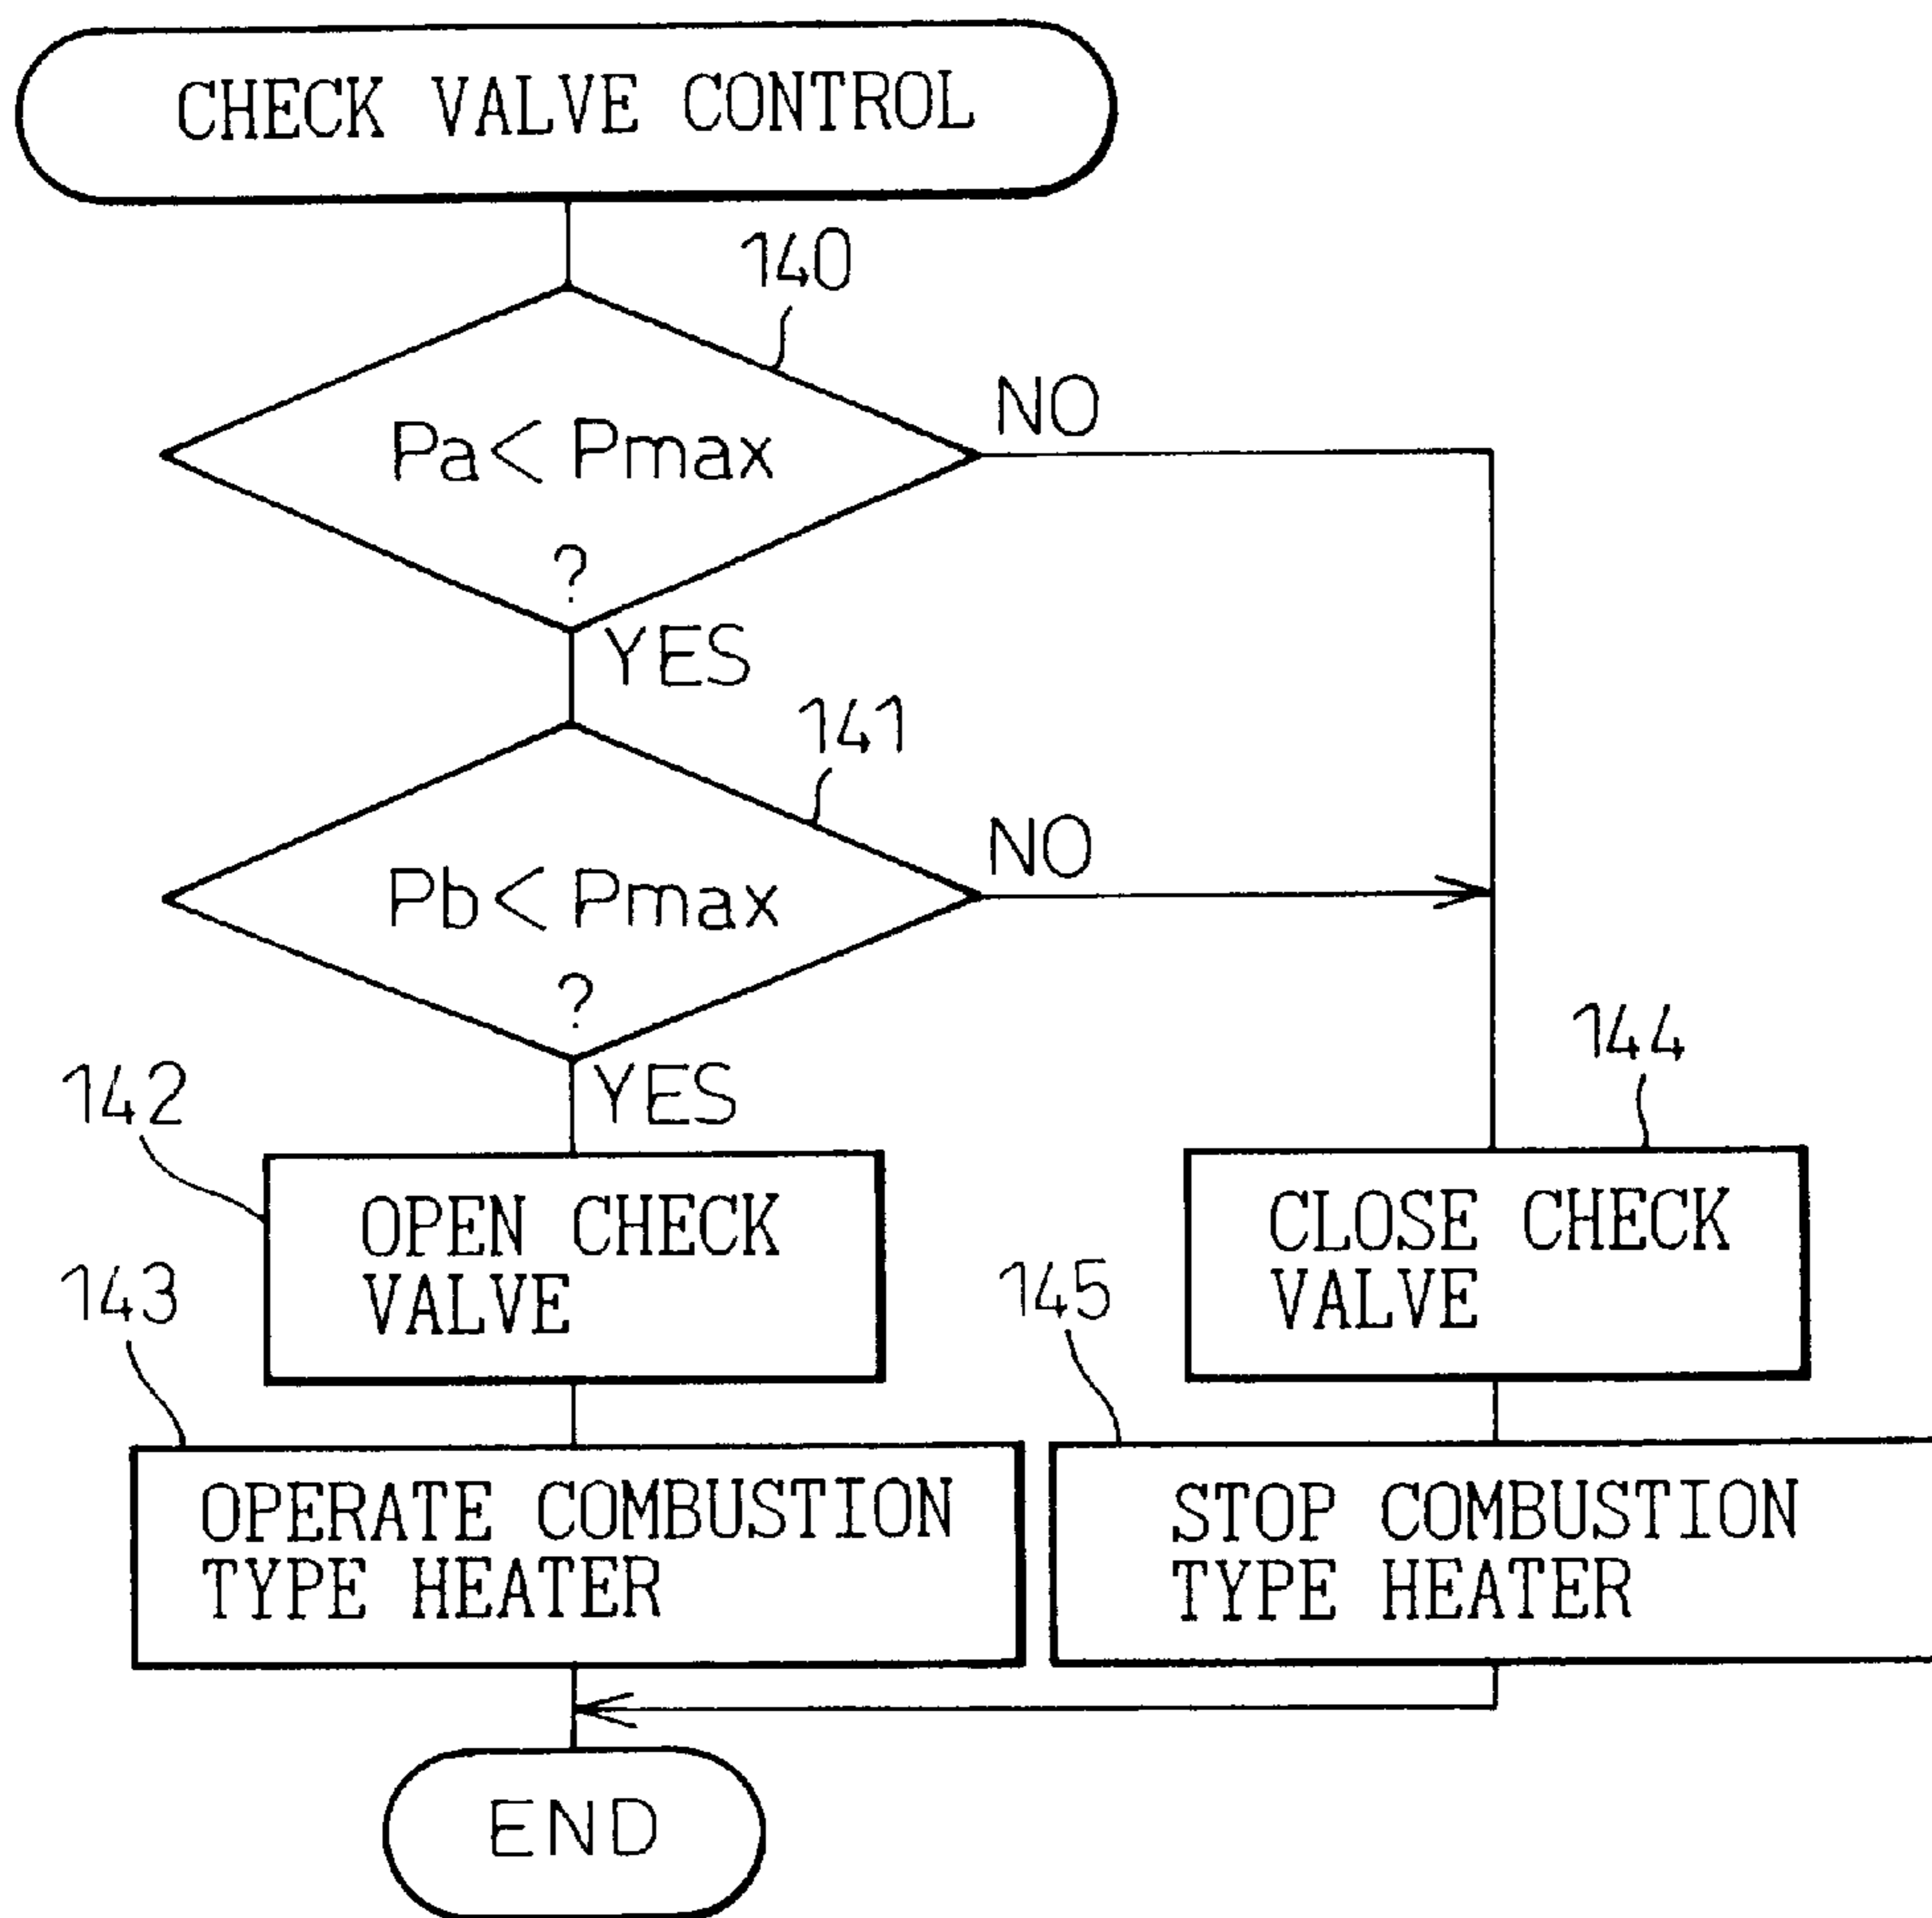 CHECK VALVE CONTROL
140
Pa< Pmax
?
NO
YES
141
Pb< Pmax
?
NO
YES
142
OPEN CHECK
VALVE
144
CLOSE CHECK
VALVE
143
OPERATE COMBUSTION
TYPE HEATER
145
STOP COMBUSTION
TYPE HEATER
END